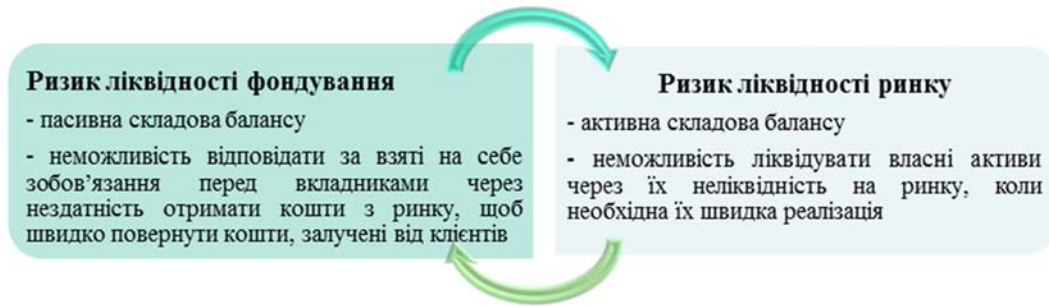 Ризик ліквідності фондування
- пасивна складова балансу
- неможливість відповідати за взяті на себе
зобов’язання перед вкладниками через
нездатність отримати кошти з ринку, щоб
швидко повернути кошти, залучені від клієнтів
Ризик ліквідності ринку
- активна складова балансу
- неможливість ліквідувати власні активи
через їх неліквідність на ринку, коли
необхідна їх швидка реалізація